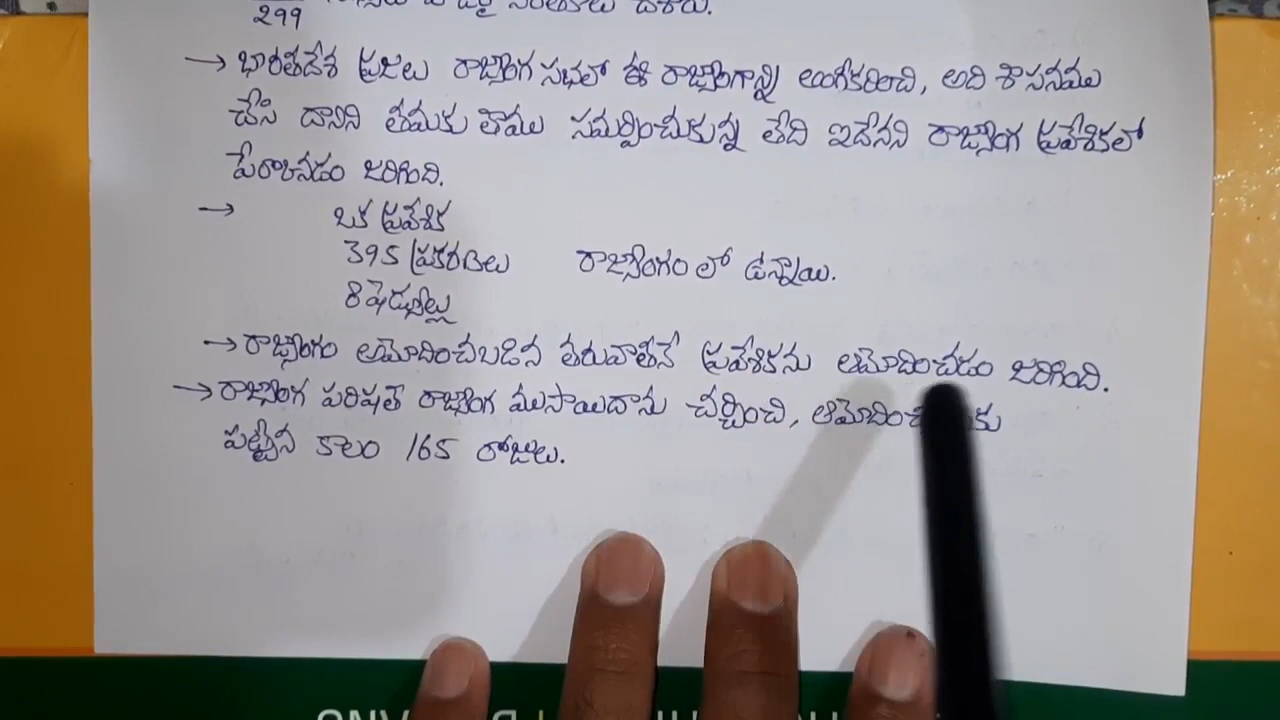 299
→ భారతదేశ ప్రజలు రాజ్యాంగ సభలో ఈ రాజ్యాంగాన్ని అంగీకరించి, అది శాసనము
చేసి దానిని తమకు తాము సమర్పించుకున్న తేది ఇదేనని రాజ్యాంగ ప్రవేశికలో
పేర్కొనడం జరిగింది.
→ ఒక ప్రవేశిక
395 ప్రకరణలు రాజ్యాంగం లో ఉన్నాయి.
8 షెడ్యూల్లు
→ రాజ్యాంగం ఆమోదించబడిన తరువాతనే ప్రవేశికను ఆమోదించడం జరిగింది.
→ రాజ్యాంగ పరిషత్ రాజ్యాంగ ముసాయిదాను చర్చించి,
పట్టిన కాలం 165 రోజులు.